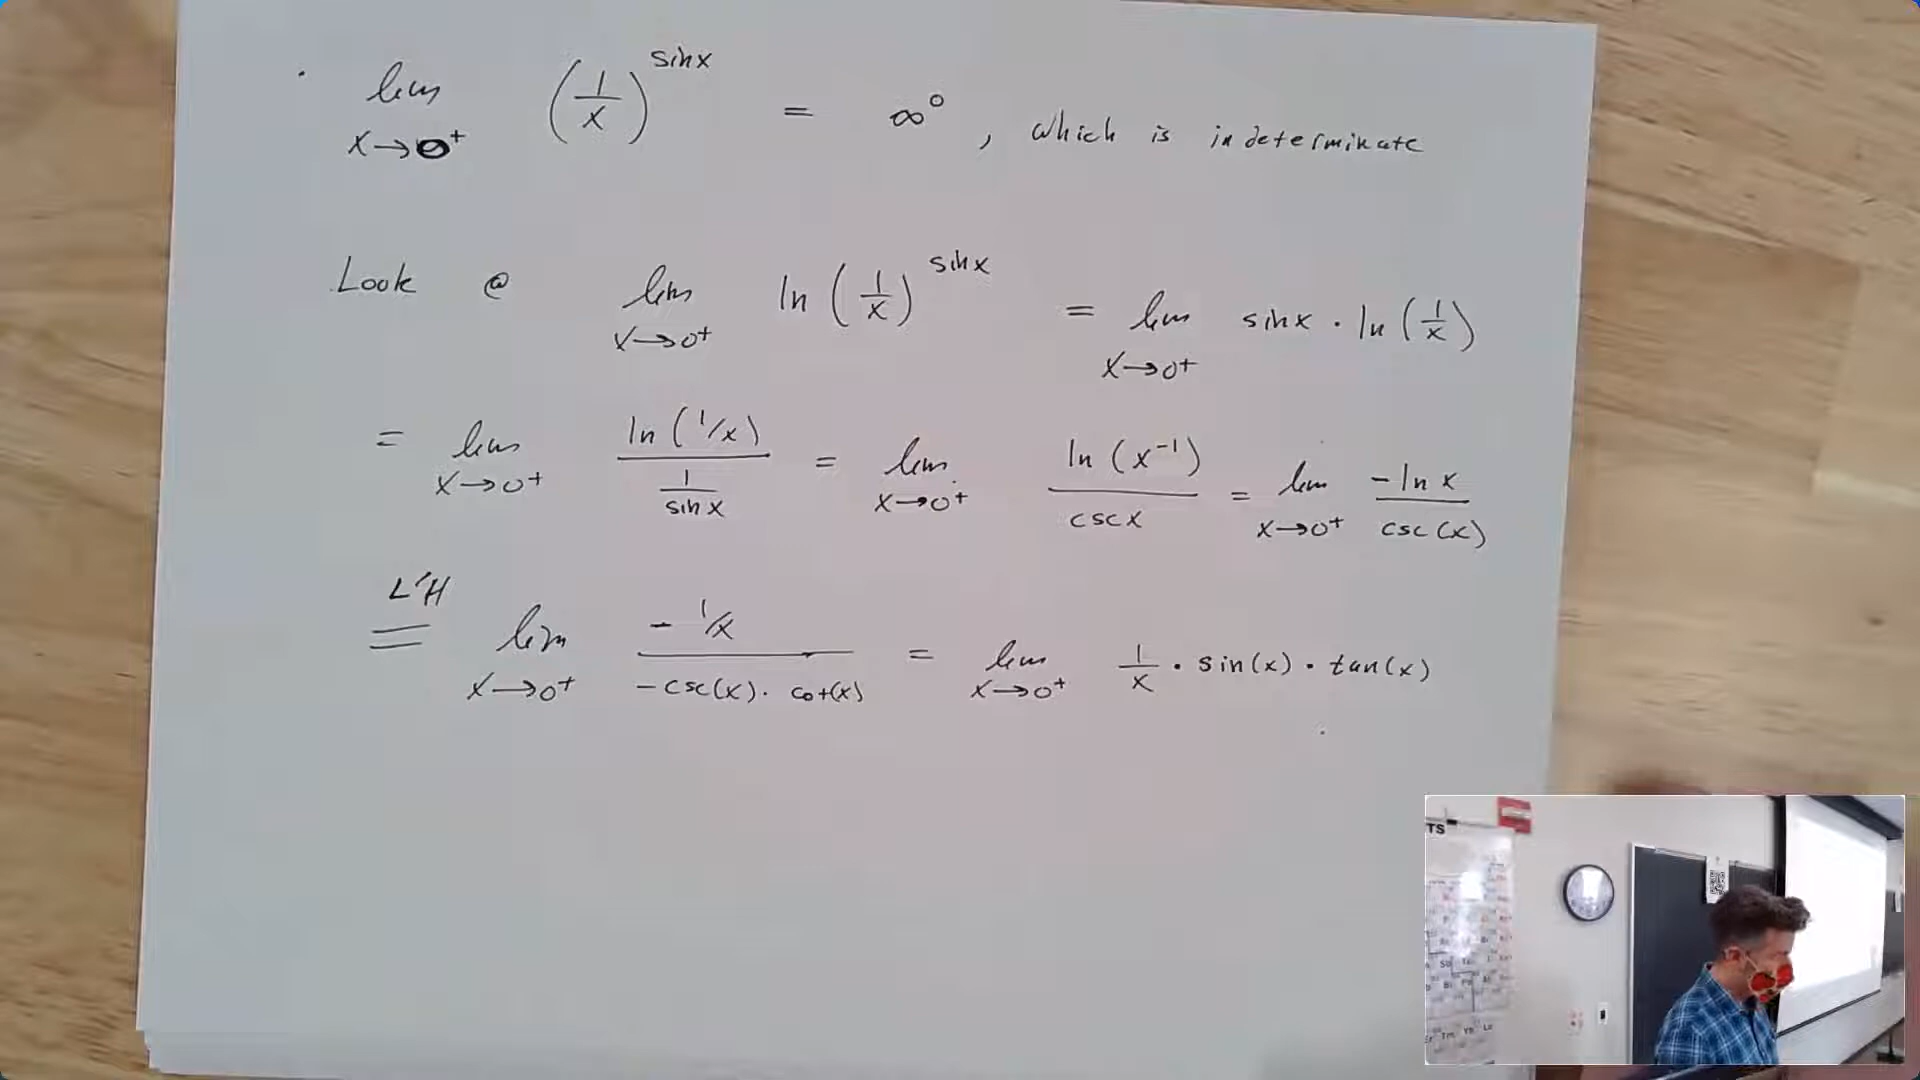 lim x→0⁺ (1/x)^sinx = ∞⁰, which is indeterminate
Look @ lim x→0⁺ ln(1/x)^sinx = lim x→0⁺ sinx · ln(1/x)
= lim x→0⁺ ln(1/x) / (1/sinx) = lim x→0⁺ ln(x⁻¹) / cscx = lim x→0⁺ -lnx / csc(x)
L'H = lim x→0⁺ -1/x / -csc(x)·cot(x) = lim x→0⁺ 1/x · sin(x) · tan(x)
TS